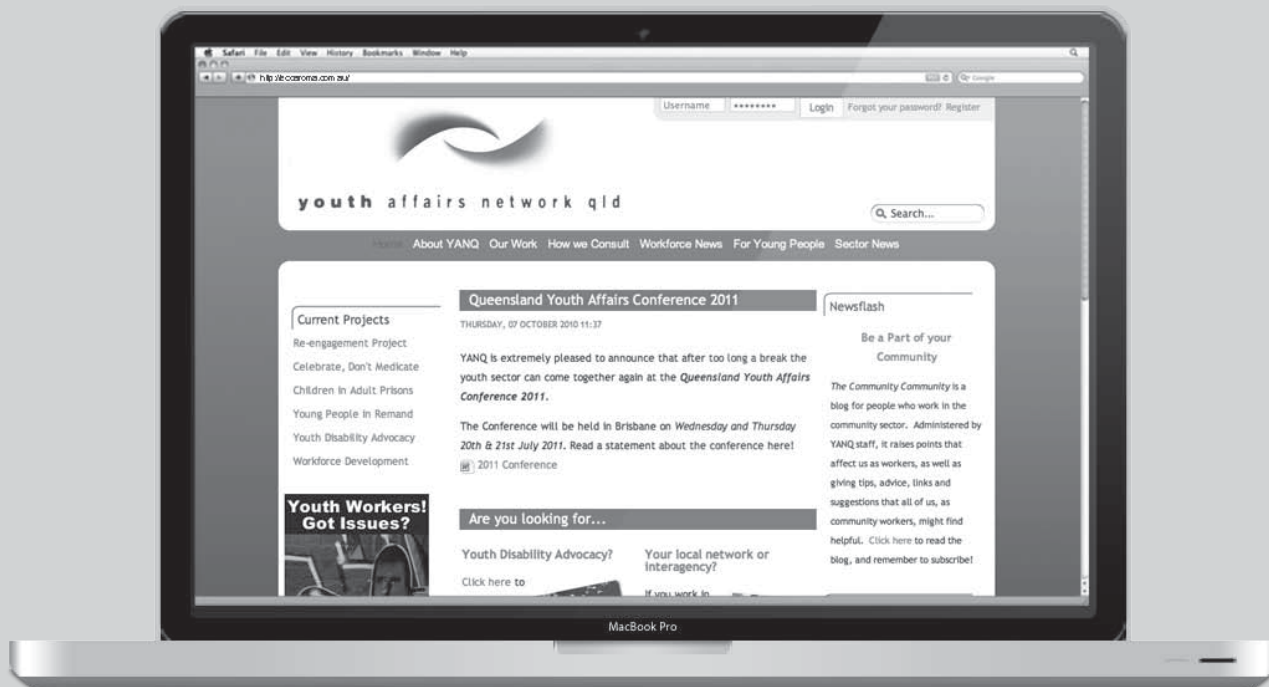 Safari File Edit View History Bookmarks Window Help
Google
Username ******** Login Forgot your password? Register
youth affairs network qld
Search...
Home About YANQ Our Work How we Consult Workforce News For Young People Sector News
Current Projects
Re-engagement Project
Celebrate, Don't Medicate
Children in Adult Prisons
Young People in Remand
Youth Disability Advocacy
Workforce Development
Youth Workers!
Got Issues?
Queensland Youth Affairs Conference 2011
THURSDAY, 07 OCTOBER 2010 11:37
YANQ is extremely pleased to announce that after too long a break the
youth sector can come together again at the Queensland Youth Affairs
Conference 2011.
The Conference will be held in Brisbane on Wednesday and Thursday
20th & 21st July 2011. Read a statement about the conference here!
2011 Conference
Are you looking for...
Youth Disability Advocacy?
Click here to
Your local network or
interagency?
If you work in
Newsflash
Be a Part of your
Community
The Community Community is a
blog for people who work in the
community sector. Administered by
YANQ staff, it raises points that
affect us as workers, as well as
giving tips, advice, links and
suggestions that all of us, as
community workers, might find
helpful. Click here to read the
blog, and remember to subscribe!
MacBook Pro